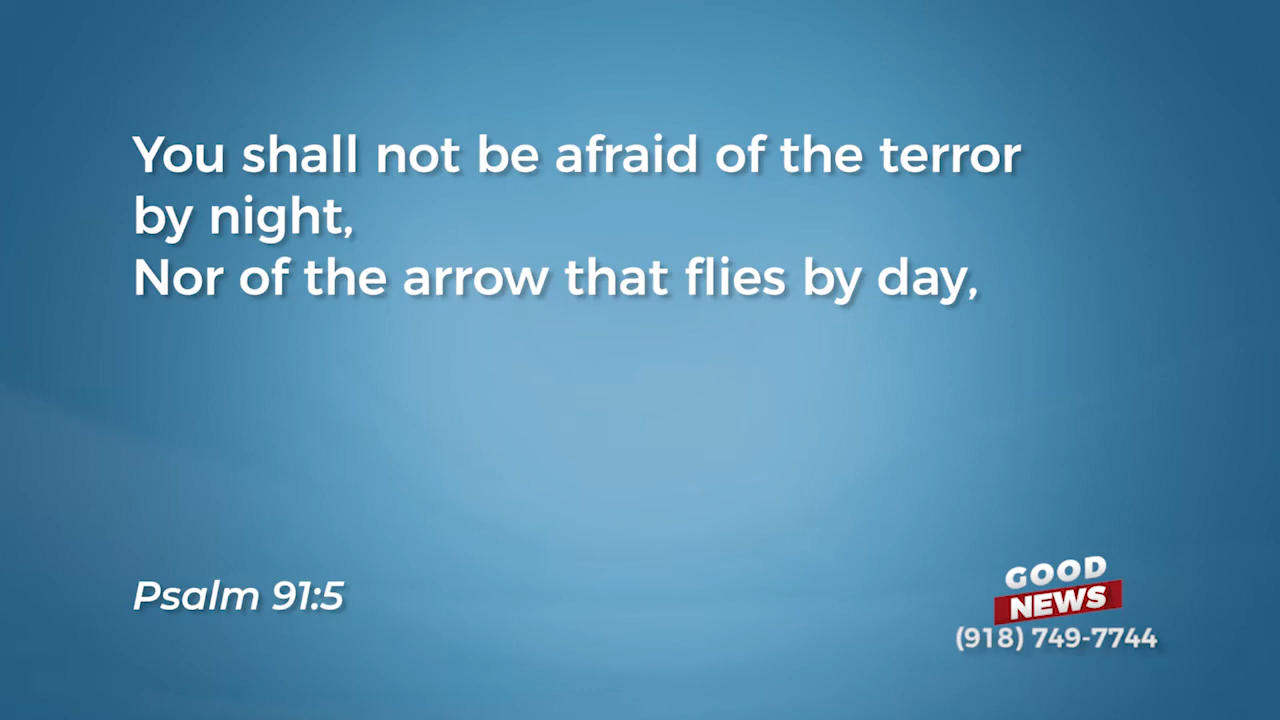 You shall not be afraid of the terror
by night,
Nor of the arrow that flies by day,
Psalm 91:5
GOOD
NEWS
(918) 749-7744